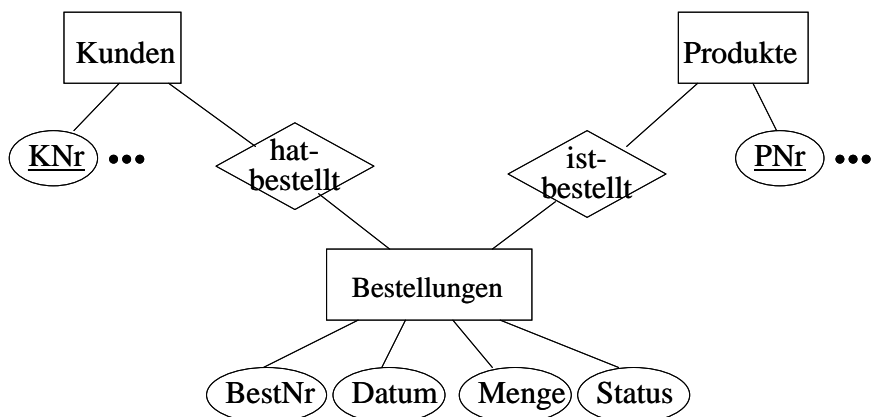 Kunden
Produkte
KNr
•••
hat-
bestellt
ist-
bestellt
PNr
•••
Bestellungen
BestNr
Datum
Menge
Status